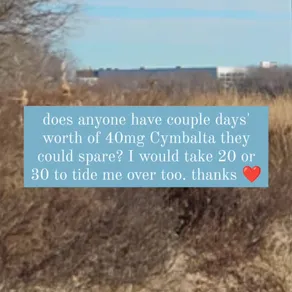 does anyone have couple days'
worth of 40mg Cymbalta they
could spare? I would take 20 or
30 to tide me over too. thanks ❤️